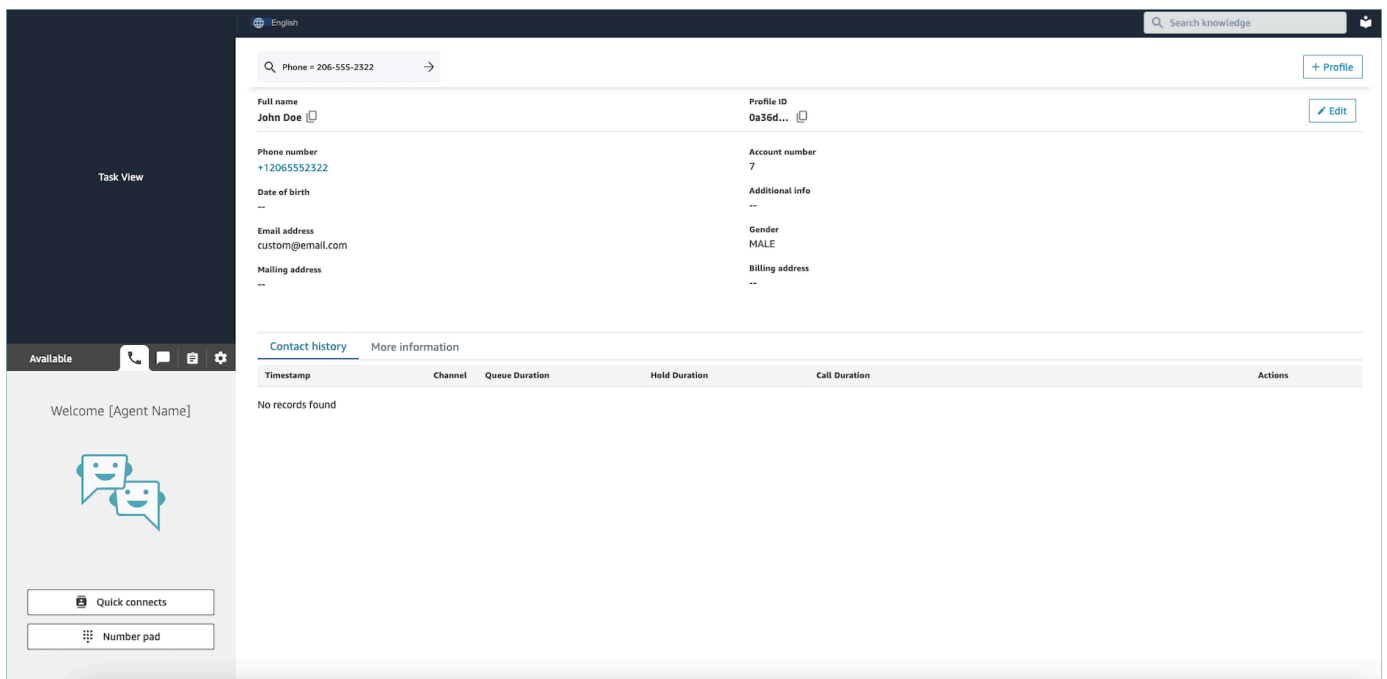 English
Search knowledge
Phone = 206-555-2322
+ Profile
Full name
John Doe
Profile ID
0a36d...
Edit
Phone number
+12065552322
Account number
7
Date of birth
--
Additional info
--
Email address
custom@email.com
Gender
MALE
Mailing address
--
Billing address
--
Task View
Available
Contact history More information
Timestamp Channel Queue Duration Hold Duration Call Duration Actions
No records found
Welcome [Agent Name]
Quick connects
Number pad